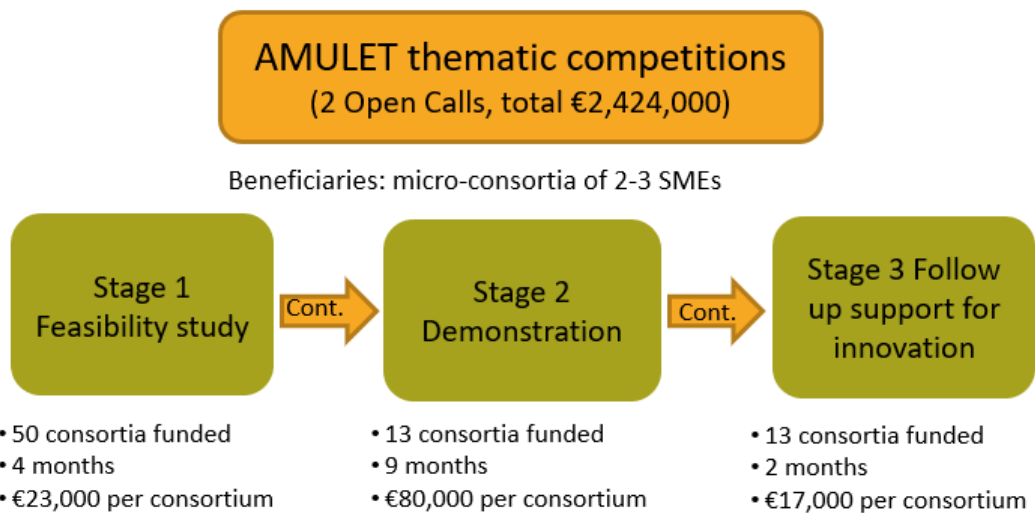 AMULET thematic competitions
(2 Open Calls, total €2,424,000)
Beneficiaries: micro-consortia of 2-3 SMEs
Stage 1
Feasibility study
Cont.
Stage 2
Demonstration
Cont.
Stage 3 Follow
up support for
innovation
• 50 consortia funded
• 4 months
• €23,000 per consortium
• 13 consortia funded
• 9 months
• €80,000 per consortium
• 13 consortia funded
• 2 months
• €17,000 per consortium